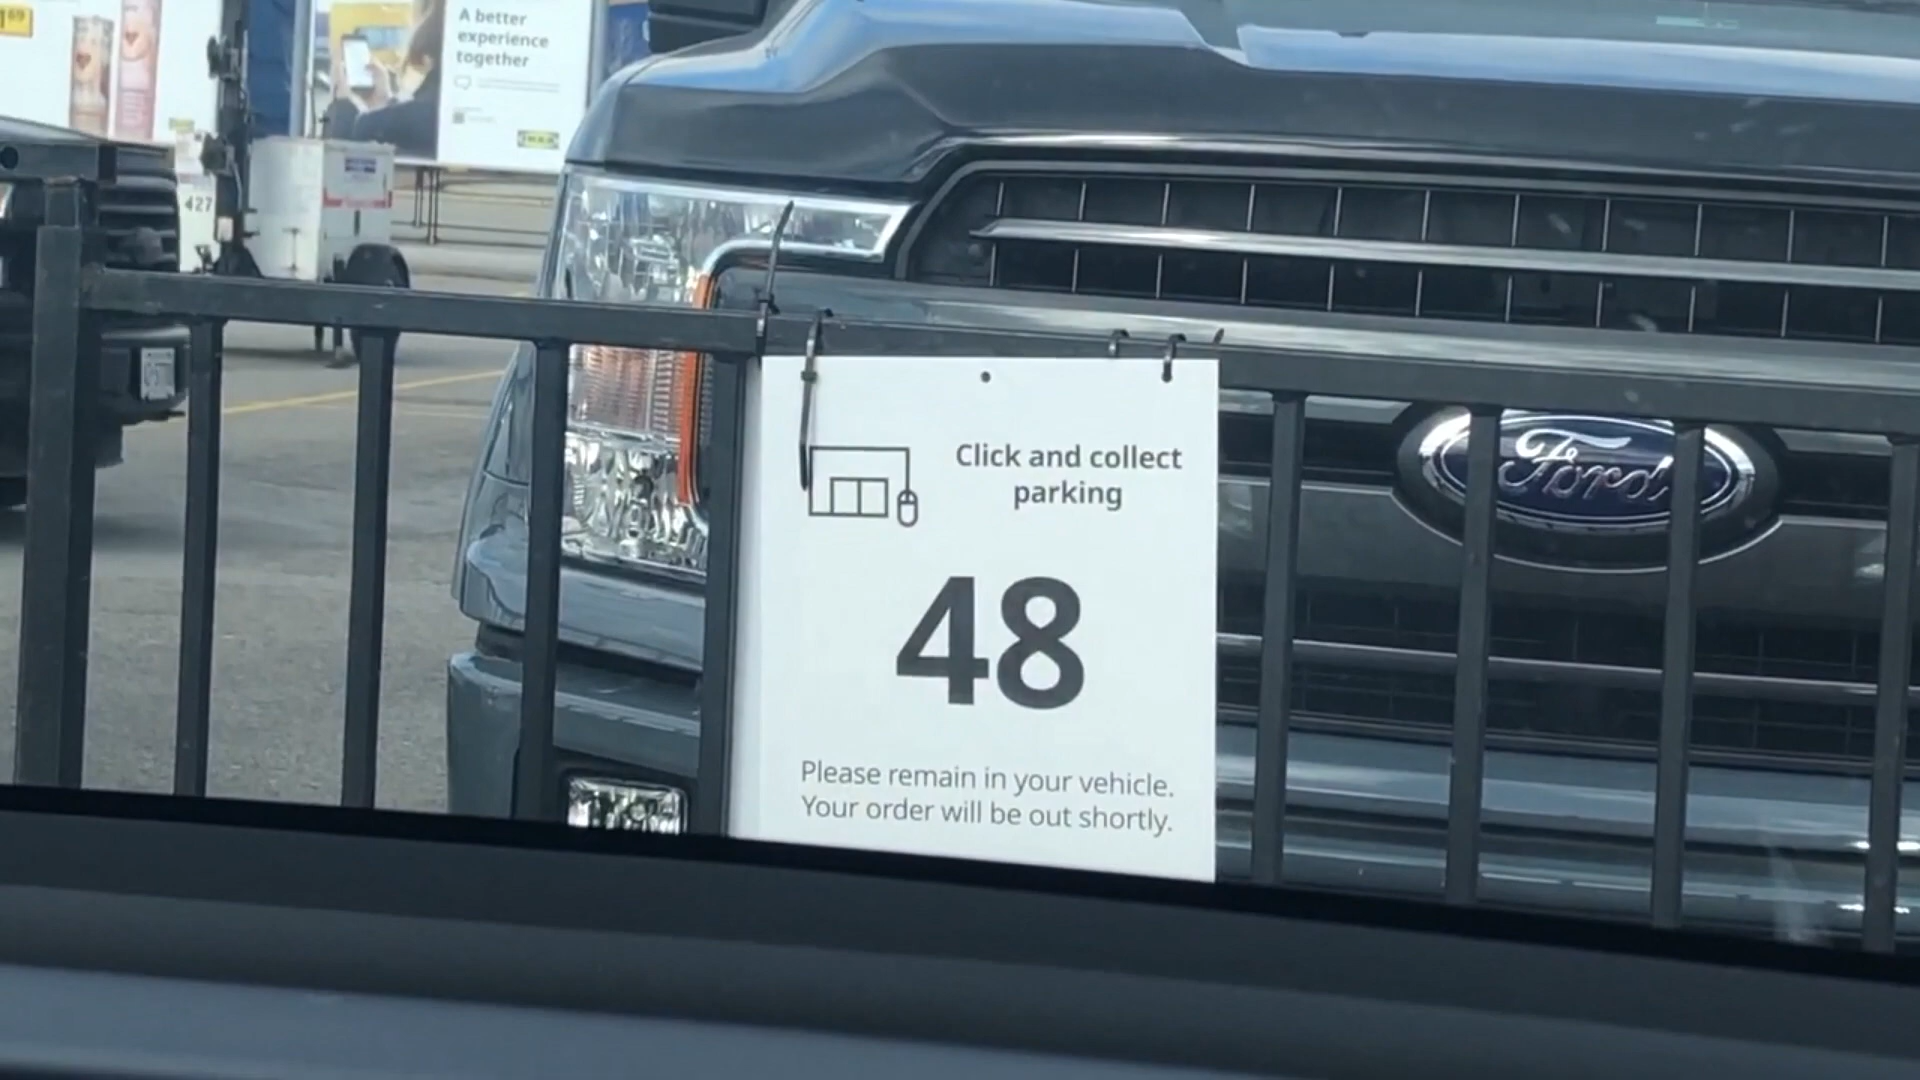 A better
experience
together
IKEA
427
Click and collect
parking
48
Please remain in your vehicle.
Your order will be out shortly.
Ford